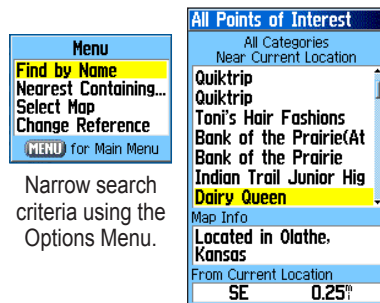 Menu
Find by Name
Nearest Containing...
Select Map
Change Reference
MENU for Main Menu
Narrow search
criteria using the
Options Menu.
All Points of Interest
All Categories
Near Current Location
Quiktrip
Quiktrip
Toni's Hair Fashions
Bank of the Prairie(At
Bank of the Prairie
Indian Trail Junior Hig
Dairy Queen
Map Info
Located in Olathe,
Kansas
From Current Location
SE 0.25mi